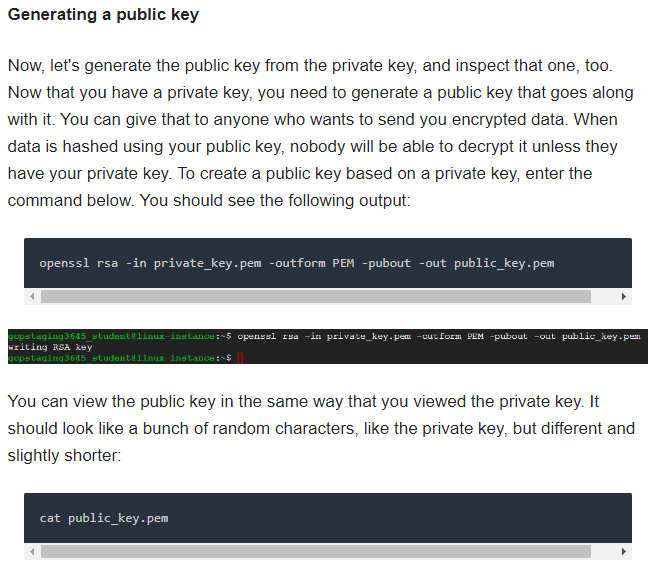 Generating a public key
Now, let's generate the public key from the private key, and inspect that one, too.
Now that you have a private key, you need to generate a public key that goes along
with it. You can give that to anyone who wants to send you encrypted data. When
data is hashed using your public key, nobody will be able to decrypt it unless they
have your private key. To create a public key based on a private key, enter the
command below. You should see the following output:
openssl rsa -in private_key.pem -outform PEM -pubout -out public_key.pem
gcpstaging3645_student@linux-instance:~$ openssl rsa -in private_key.pem -outform PEM -pubout -out public_key.pem
writing RSA key
gcpstaging3645_student@linux-instance:~$
You can view the public key in the same way that you viewed the private key. It
should look like a bunch of random characters, like the private key, but different and
slightly shorter:
cat public_key.pem